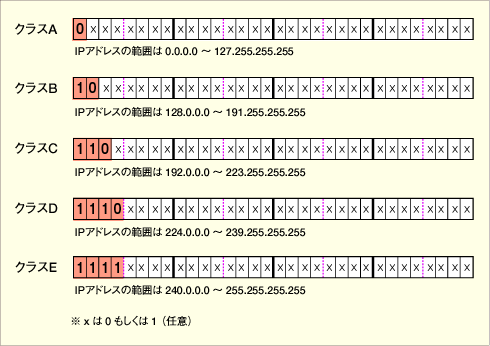 クラスA 0 x x x x x x x x x x x x x x x x x x x x x x x x x x x x x x x
IPアドレスの範囲は 0.0.0.0 ～ 127.255.255.255
クラスB 1 0 x x x x x x x x x x x x x x x x x x x x x x x x x x x x x x
IPアドレスの範囲は 128.0.0.0 ～ 191.255.255.255
クラスC 1 1 0 x x x x x x x x x x x x x x x x x x x x x x x x x x x x x
IPアドレスの範囲は 192.0.0.0 ～ 223.255.255.255
クラスD 1 1 1 0 x x x x x x x x x x x x x x x x x x x x x x x x x x x x
IPアドレスの範囲は 224.0.0.0 ～ 239.255.255.255
クラスE 1 1 1 1 x x x x x x x x x x x x x x x x x x x x x x x x x x x x
IPアドレスの範囲は 240.0.0.0 ～ 255.255.255.255
※ x は 0 もしくは 1 （任意）